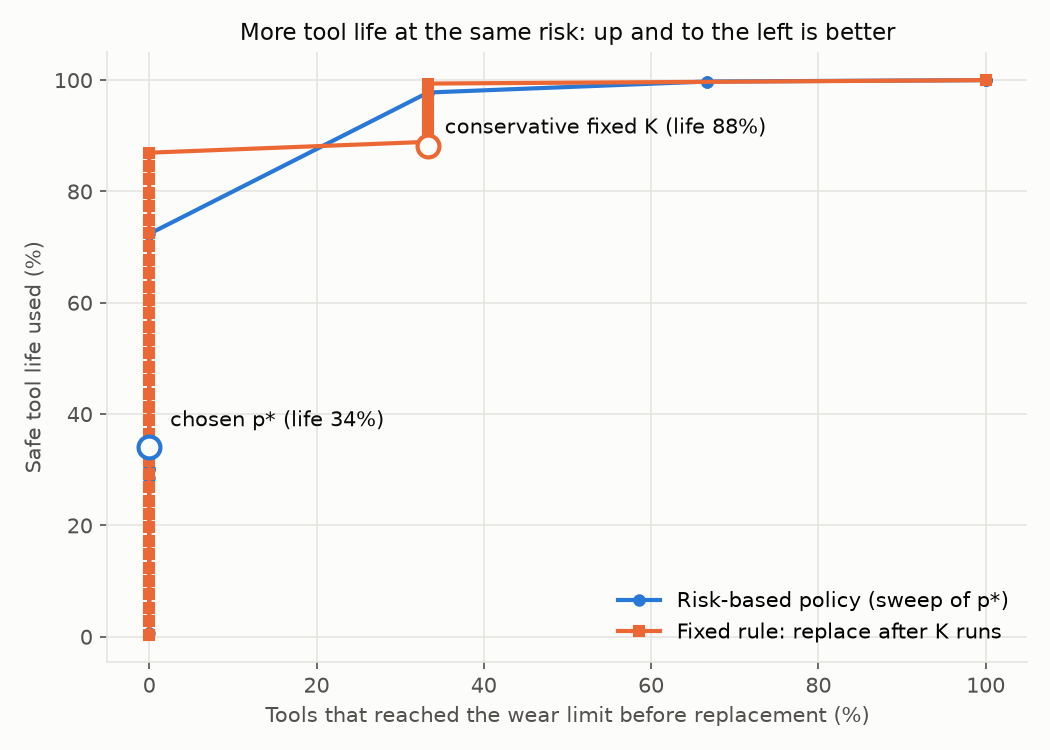 More tool life at the same risk: up and to the left is better
100
80
60
40
20
0
Safe tool life used (%)
conservative fixed K (life 88%)
chosen p* (life 34%)
Risk-based policy (sweep of p*)
Fixed rule: replace after K runs
0 20 40 60 80 100
Tools that reached the wear limit before replacement (%)